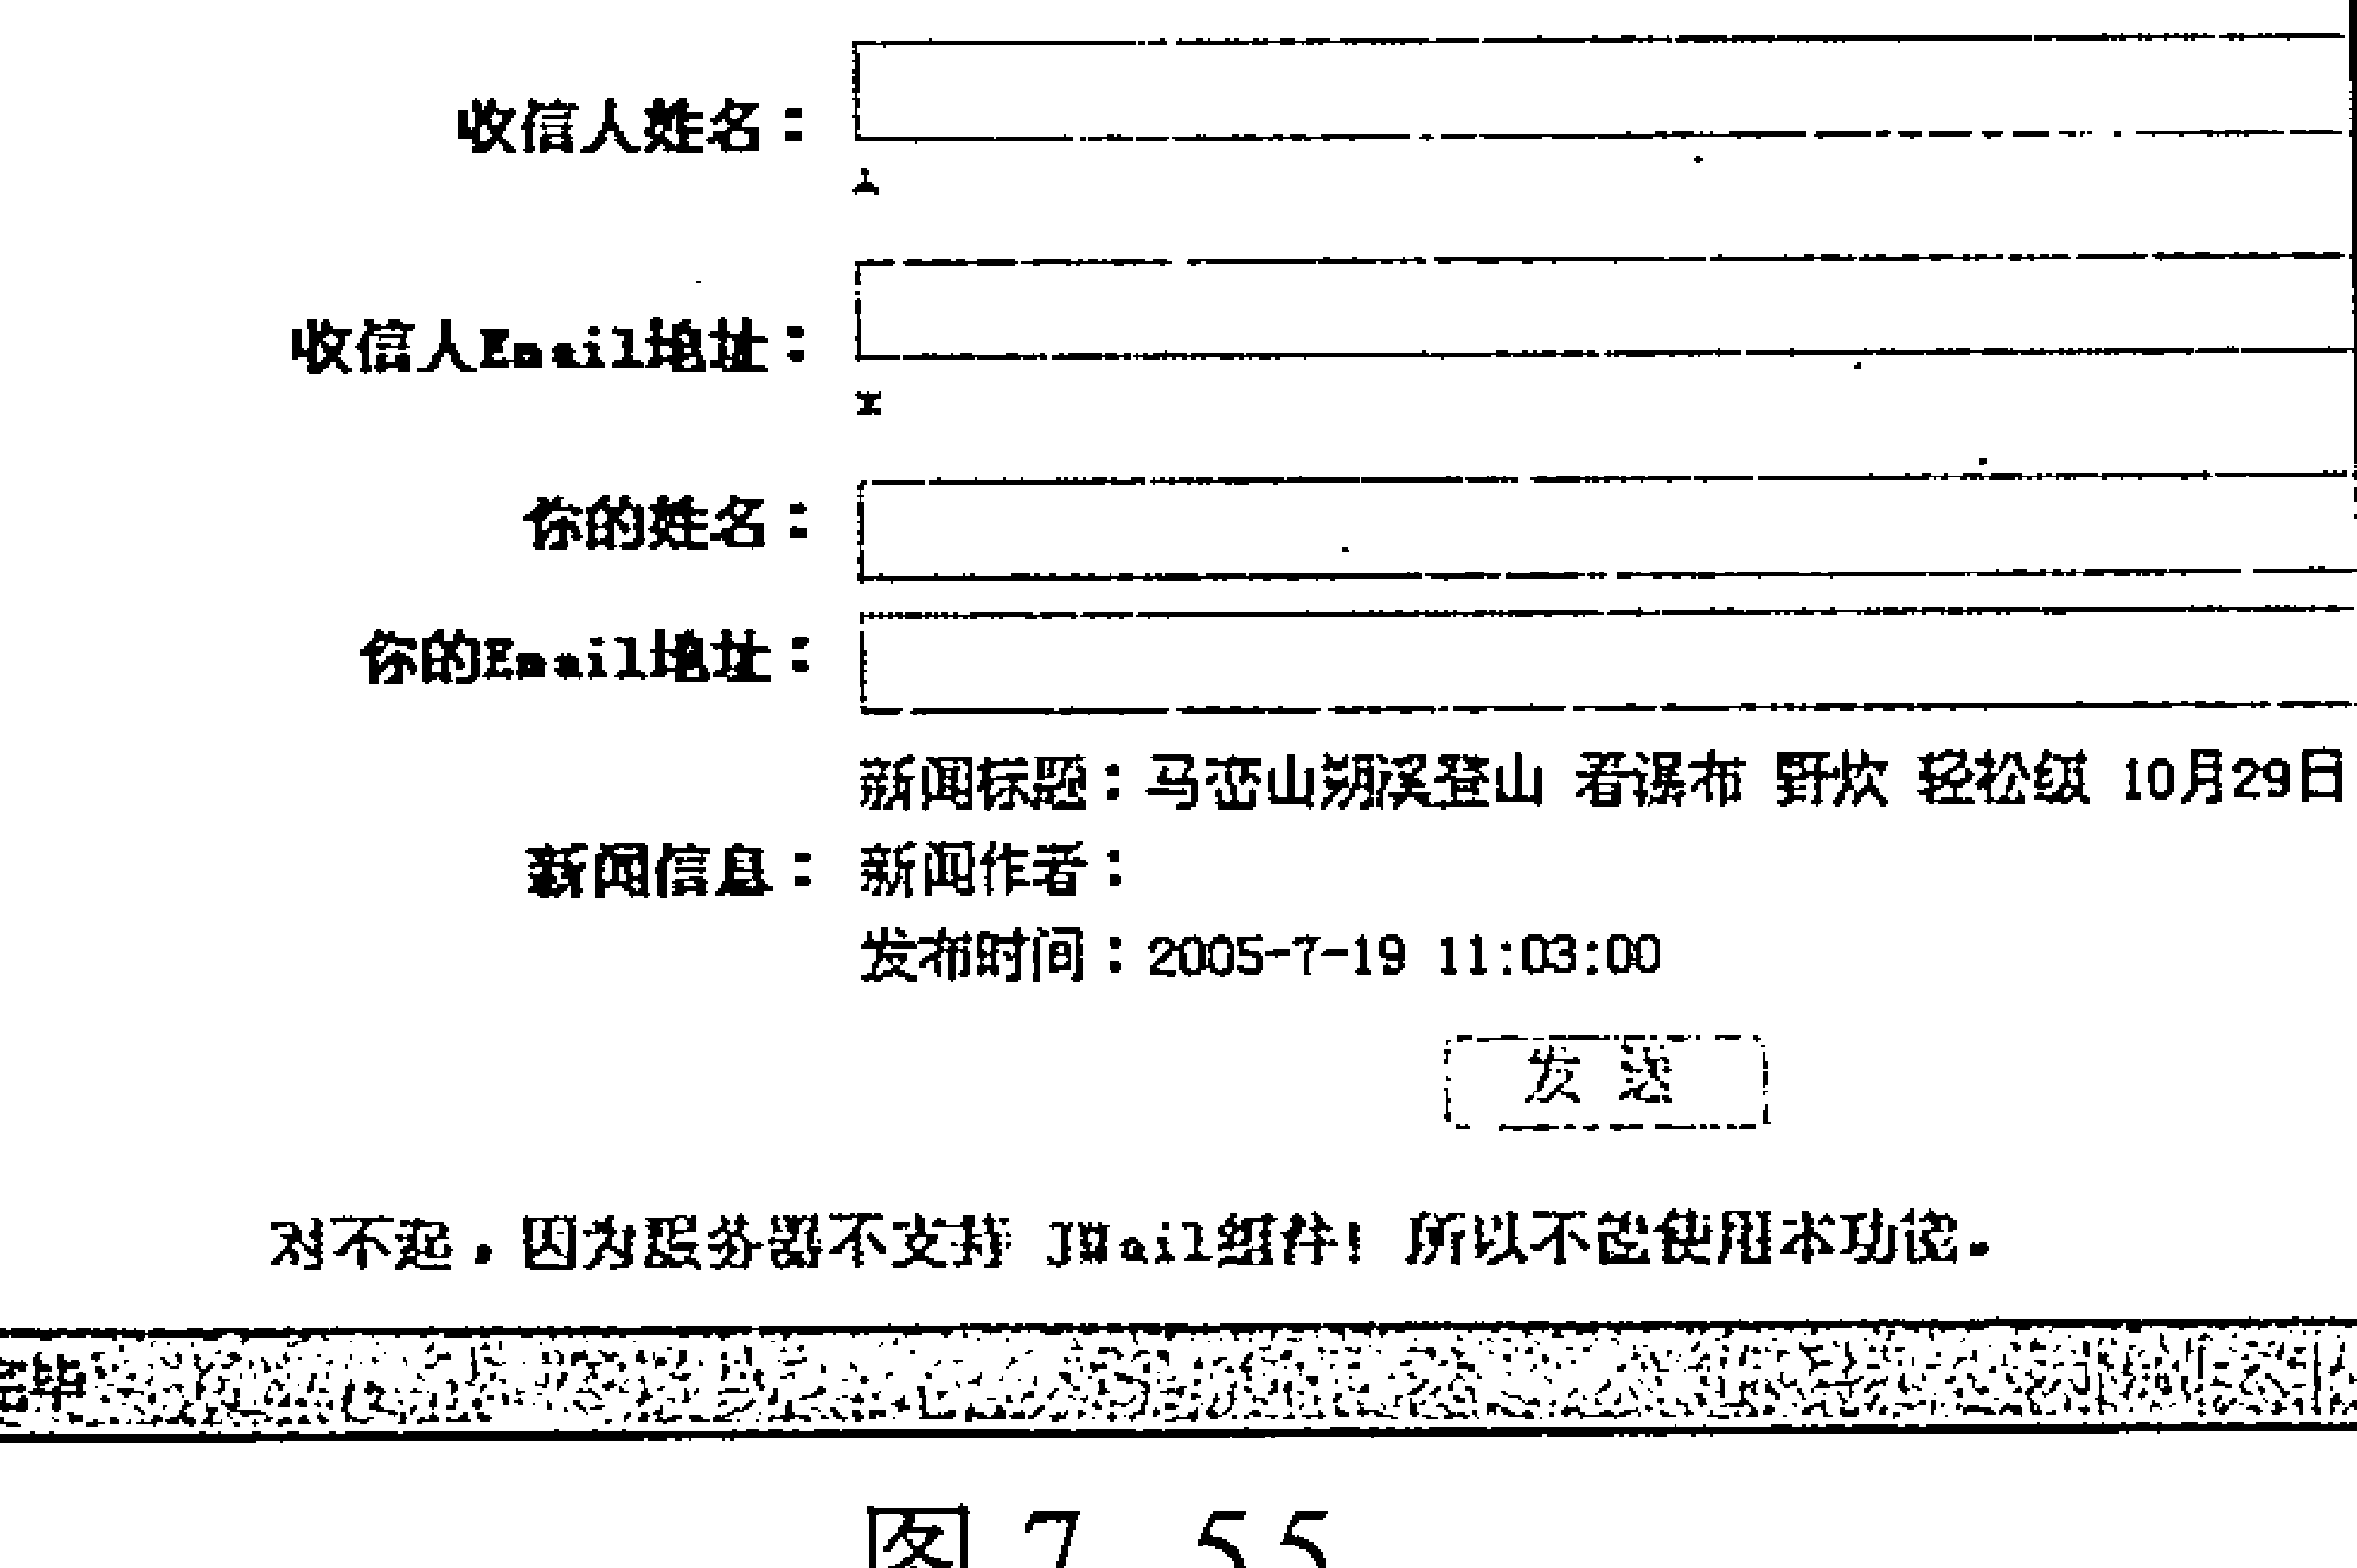 收信人姓名：
*
收信人Email地址：
*
你的姓名：
你的Email地址：
新闻标题：马峦山朔溪登山 看瀑布 野炊 轻松级 10月29日
新闻信息： 新闻作者：
发布时间：2005-7-19 11:03:00
发 送
对不起，因为服务器不支持 JMail组件！所以不能使用本功能。
图 7 55